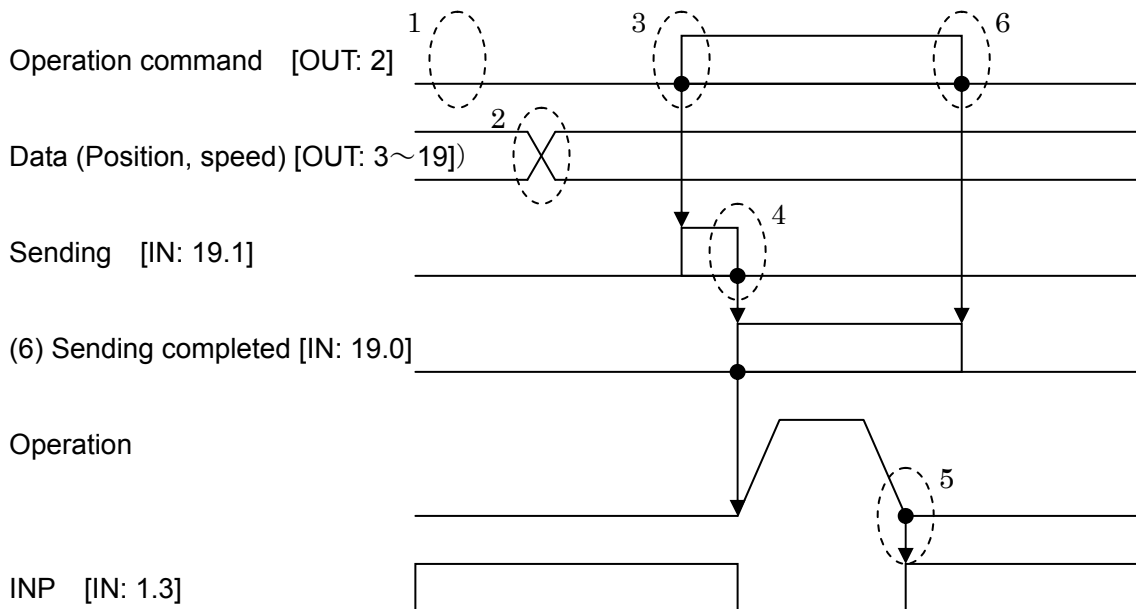 1 3 6
Operation command [OUT: 2]
2
Data (Position, speed) [OUT: 3～19])
4
Sending [IN: 19.1]
(6) Sending completed [IN: 19.0]
Operation
5
INP [IN: 1.3]